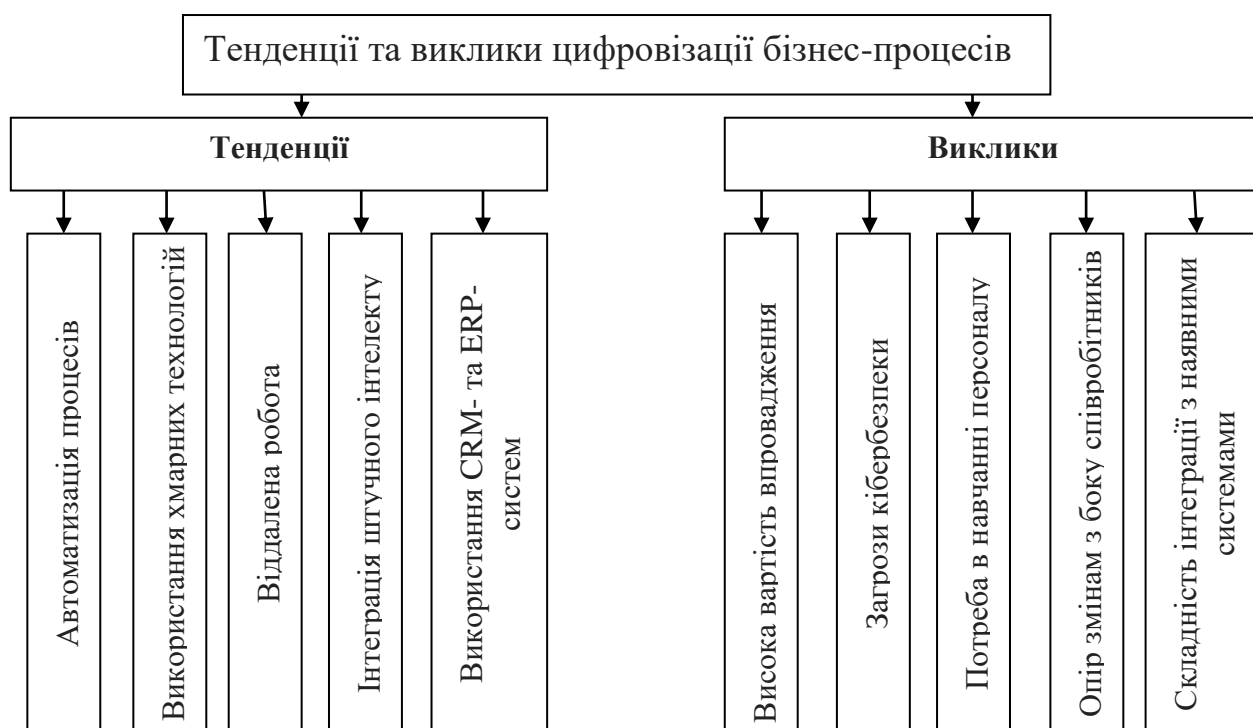 Тенденції та виклики цифровізації бізнес-процесів
Тенденції
Виклики
Автоматизація процесів
Використання хмарних технологій
Віддалена робота
Інтеграція штучного інтелекту
Використання CRM- та ERP-
систем
Висока вартість впровадження
Загрози кібербезпеки
Потреба в навчанні персоналу
Опір змінам з боку співробітників
Складність інтеграції з наявними
системами